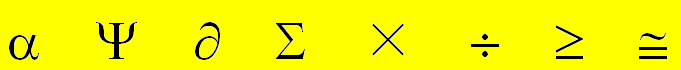 α Ψ ∂ Σ × ÷ ≥ ≅